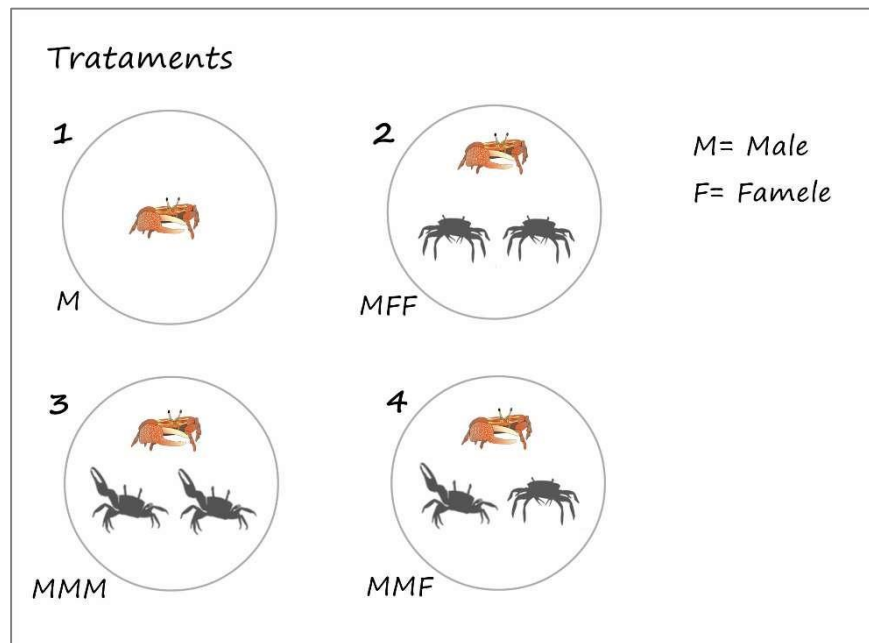 Trataments
1
M
2
MFF
M= Male
F= Famele
3
MMM
4
MMF